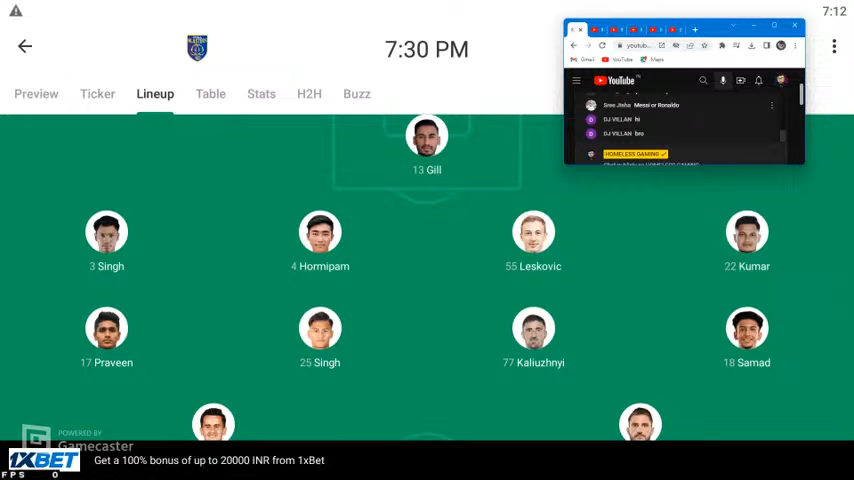 7:12
7:30 PM
Preview
Ticker
Lineup
Table
Stats
H2H
Buzz
youtub...
Gmail
YouTube
Maps
YouTube
Sree Jisha Messi or Ronaldo
DJ VILLAN hi
DJ VILLAN bro
HOMELESS GAMING
13 Gill
3 Singh
4 Hormipam
55 Leskovic
22 Kumar
17 Praveen
25 Singh
77 Kaliuzhnyi
18 Samad
POWERED BY
Gamecaster
1XBET
Get a 100% bonus of up to 20000 INR from 1xBet
FPS 0